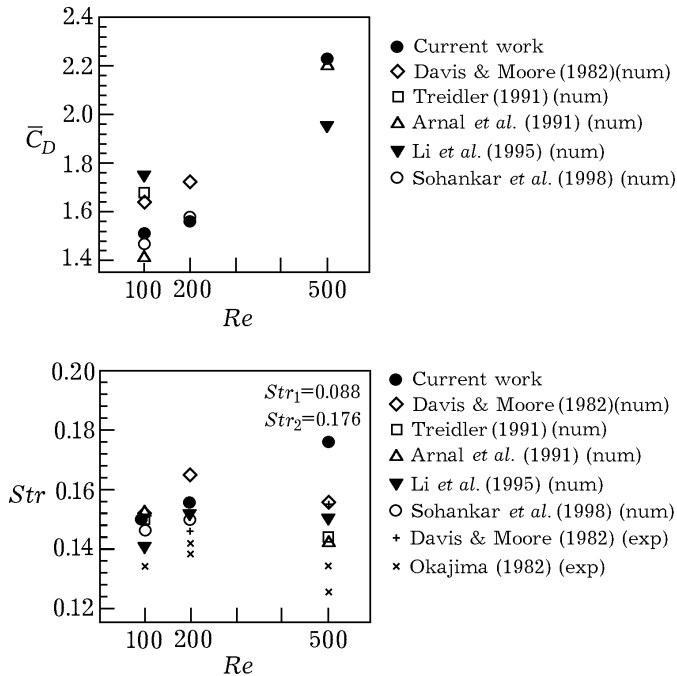 2.4
2.2
2.0
1.8
1.6
1.4
C̄_D
100 200 500
Re
● Current work
◇ Davis & Moore (1982)(num)
□ Treidler (1991) (num)
△ Arnal et al. (1991) (num)
▼ Li et al. (1995) (num)
○ Sohankar et al. (1998) (num)
0.20
0.18
0.16
0.14
0.12
Str
Str₁=0.088
Str₂=0.176
100 200 500
Re
● Current work
◇ Davis & Moore (1982)(num)
□ Treidler (1991) (num)
△ Arnal et al. (1991) (num)
▼ Li et al. (1995) (num)
○ Sohankar et al. (1998) (num)
+ Davis & Moore (1982) (exp)
× Okajima (1982) (exp)